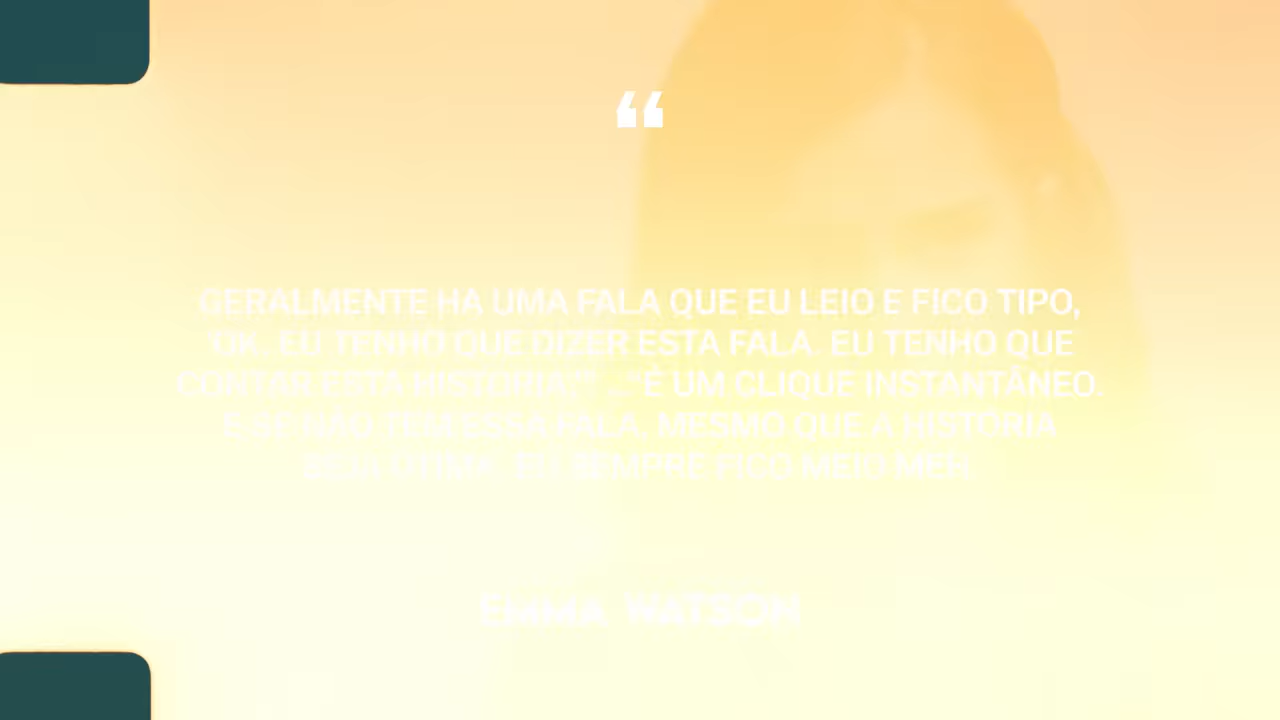 “
GERALMENTE HÁ UMA FALA QUE EU LEIO E FICO TIPO,
'OK, EU TENHO QUE DIZER ESTA FALA. EU TENHO QUE
CONTAR ESTA HISTÓRIA.'" ... "É UM CLIQUE INSTANTÂNEO.
E SE NÃO TEM ESSA FALA, MESMO QUE A HISTÓRIA
SEJA ÓTIMA, EU SEMPRE FICO MEIO MEH.
EMMA WATSON